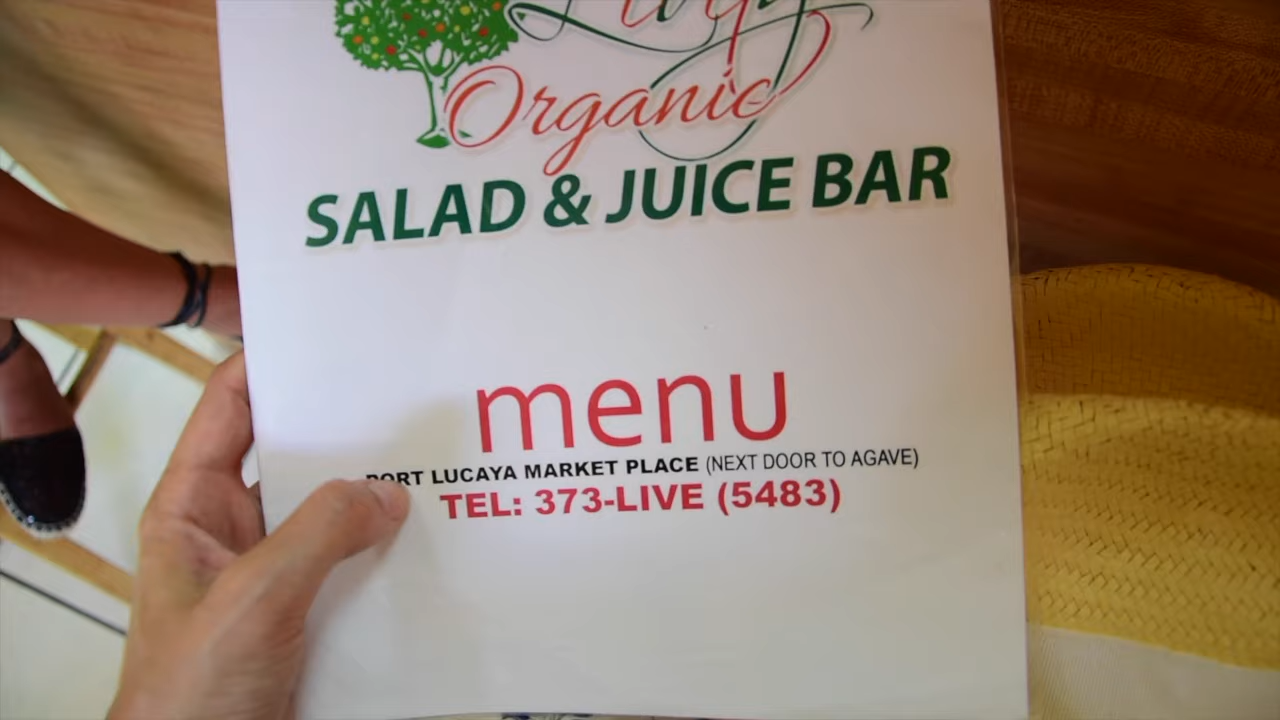 Organic
SALAD & JUICE BAR
menu
PORT LUCAYA MARKET PLACE (NEXT DOOR TO AGAVE)
TEL: 373-LIVE (5483)